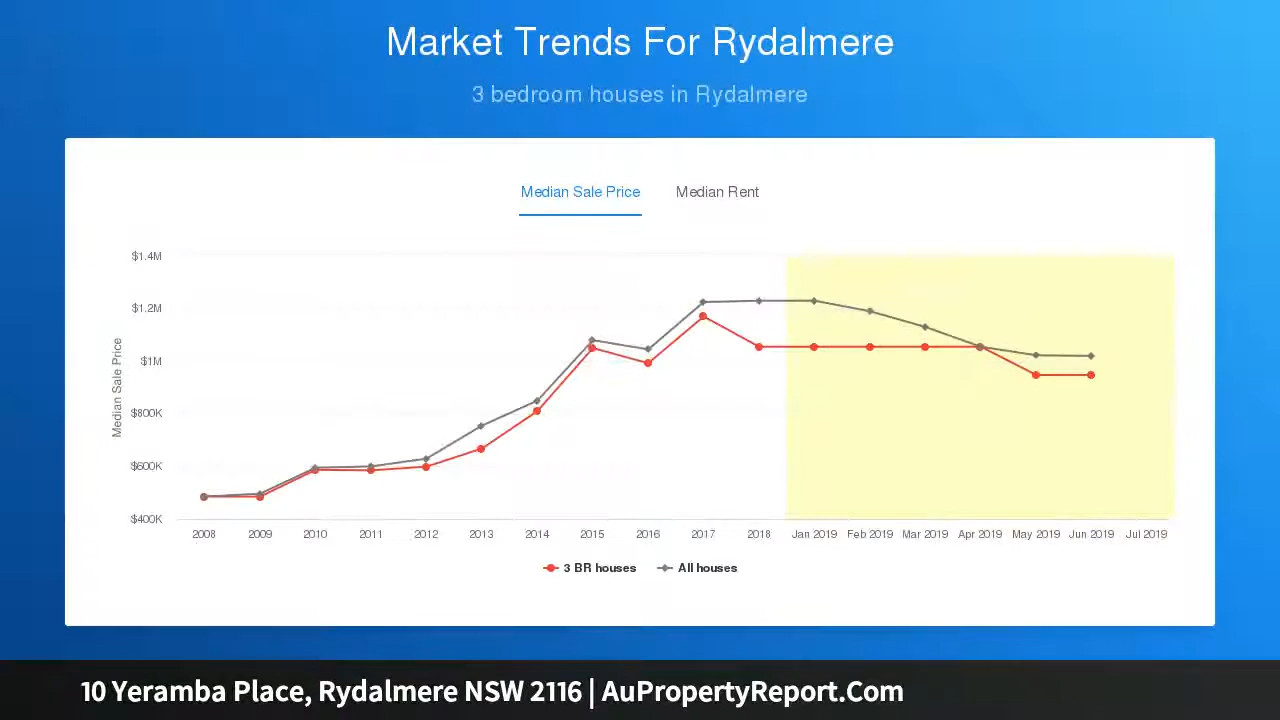 Market Trends For Rydalmere
3 bedroom houses in Rydalmere
Median Sale Price Median Rent
$1.4M
$1.2M
$1M
$800K
$600K
$400K
Median Sale Price
2008 2009 2010 2011 2012 2013 2014 2015 2016 2017 2018 Jan 2019 Feb 2019 Mar 2019 Apr 2019 May 2019 Jun 2019 Jul 2019
3 BR houses All houses
10 Yeramba Place, Rydalmere NSW 2116 | AuPropertyReport.Com